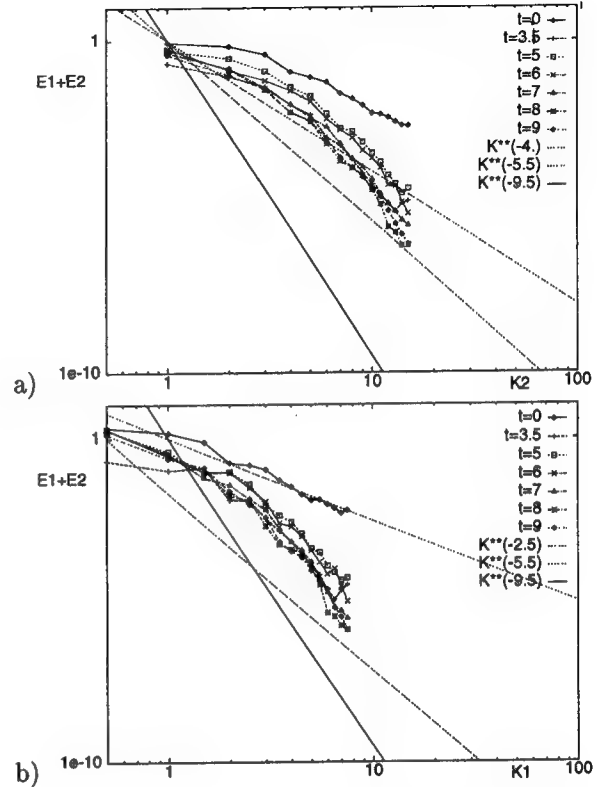 1
E1+E2
1e-10
1
10
100
K2
t=0
t=3.5
t=5
t=6
t=7
t=8
t=9
K**(-4.)
K**(-5.5)
K**(-9.5)
a)
1
E1+E2
1e-10
1
10
100
K1
t=0
t=3.5
t=5
t=6
t=7
t=8
t=9
K**(-2.5)
K**(-5.5)
K**(-9.5)
b)